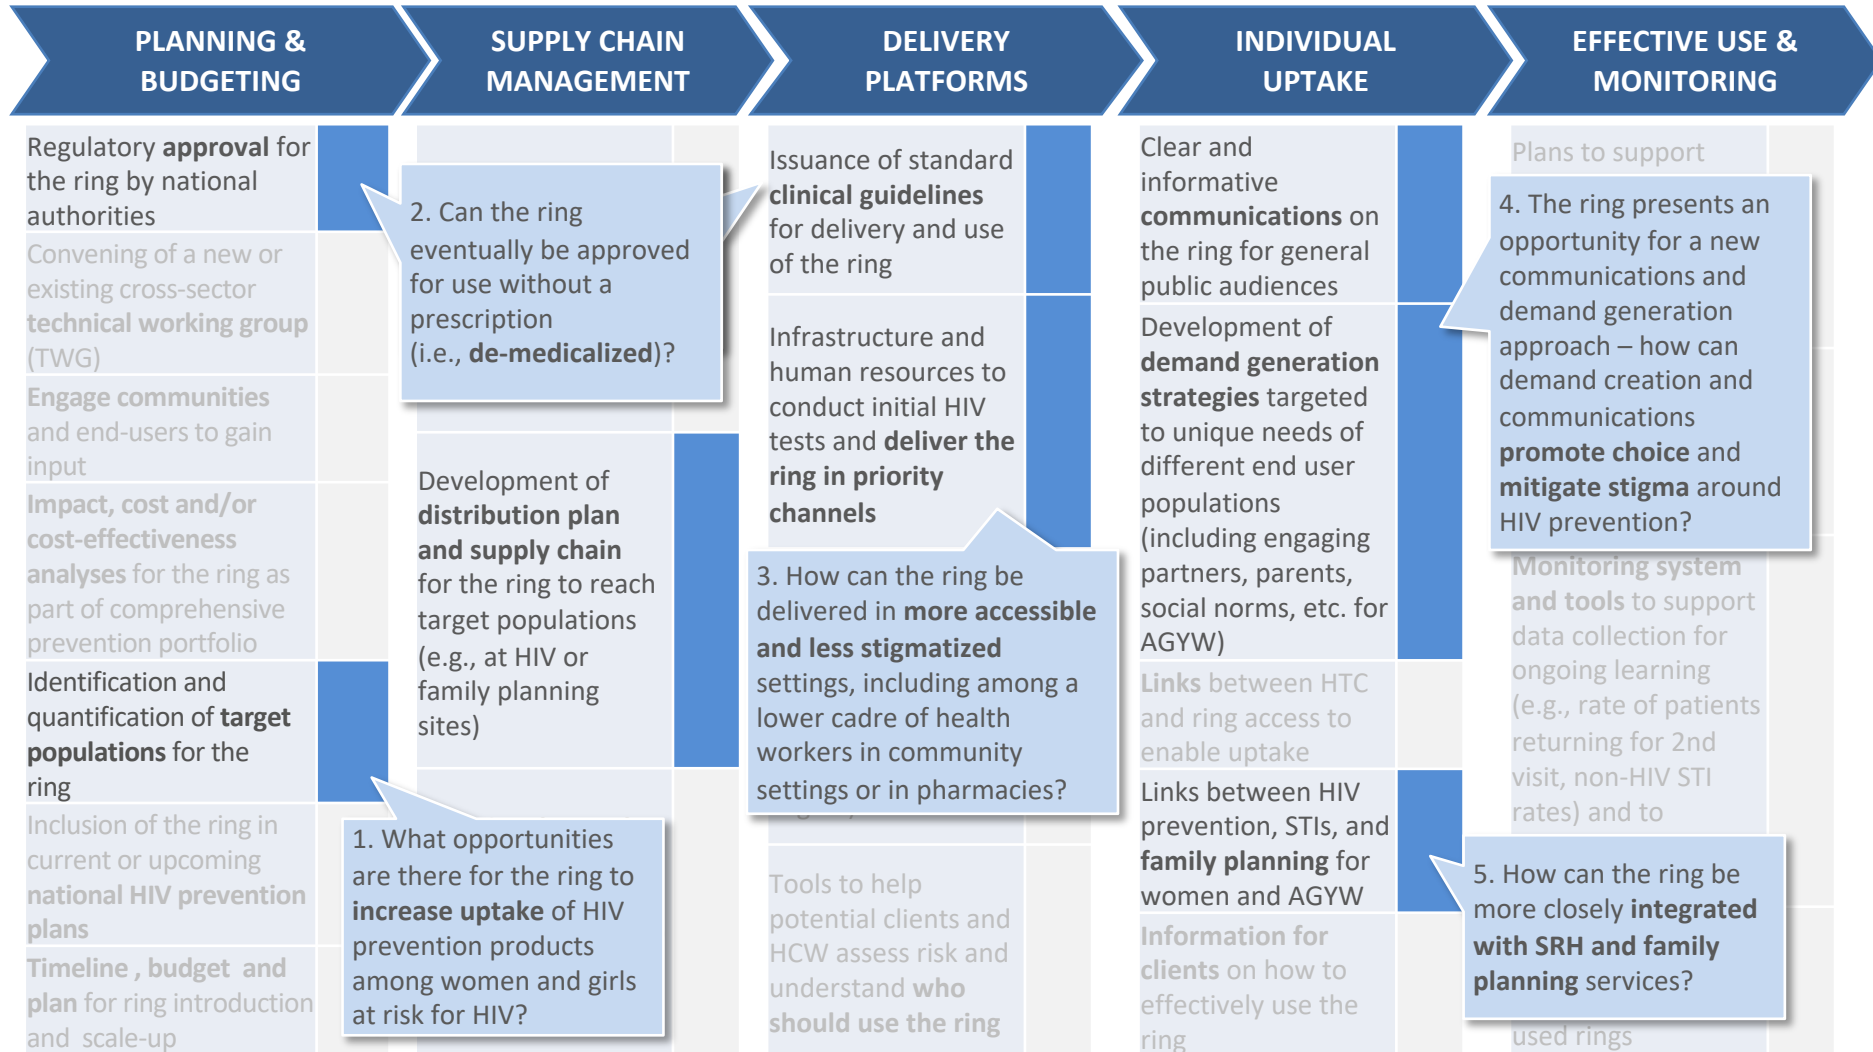 PLANNING &
BUDGETING
SUPPLY CHAIN
MANAGEMENT
DELIVERY
PLATFORMS
INDIVIDUAL
UPTAKE
EFFECTIVE USE &
MONITORING
Regulatory approval for
the ring by national
authorities
Convening of a new or
existing cross-sector
technical working group
(TWG)
Engage communities
and end-users to gain
input
Impact, cost and/or
cost-effectiveness
analyses for the ring as
part of comprehensive
prevention portfolio
Identification and
quantification of target
populations for the
ring
Inclusion of the ring in
current or upcoming
national HIV prevention
plans
Timeline , budget and
plan for ring introduction
and scale-up
1. What opportunities
are there for the ring to
increase uptake of HIV
prevention products
among women and girls
at risk for HIV?
2. Can the ring
eventually be approved
for use without a
prescription
(i.e., de-medicalized)?
Development of
distribution plan
and supply chain
for the ring to reach
target populations
(e.g., at HIV or
family planning
sites)
Issuance of standard
clinical guidelines
for delivery and use
of the ring
Infrastructure and
human resources to
conduct initial HIV
tests and deliver the
ring in priority
channels
3. How can the ring be
delivered in more accessible
and less stigmatized
settings, including among a
lower cadre of health
workers in community
settings or in pharmacies?
Tools to help
potential clients and
HCW assess risk and
understand who
should use the ring
Clear and
informative
communications on
the ring for general
public audiences
Development of
demand generation
strategies targeted
to unique needs of
different end user
populations
(including engaging
partners, parents,
social norms, etc. for
AGYW)
Links between HTC
and ring access to
enable uptake
Links between HIV
prevention, STIs, and
family planning for
women and AGYW
Information for
clients on how to
effectively use the
ring
Plans to support
4. The ring presents an
opportunity for a new
communications and
demand generation
approach – how can
demand creation and
communications
promote choice and
mitigate stigma around
HIV prevention?
Monitoring system
and tools to support
data collection for
ongoing learning
(e.g., rate of patients
returning for 2nd
visit, non-HIV STI
rates) and to
5. How can the ring be
more closely integrated
with SRH and family
planning services?
used rings